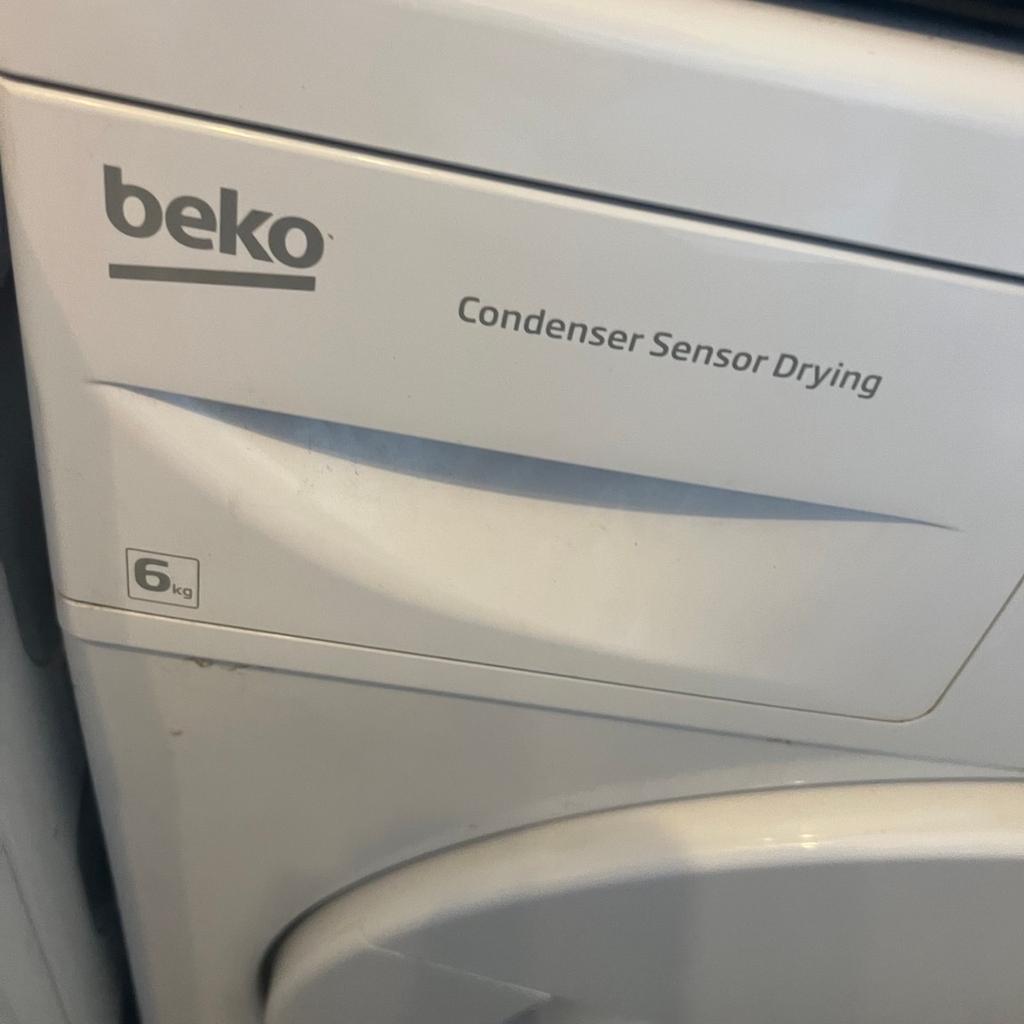 beko
Condenser Sensor Drying
6kg